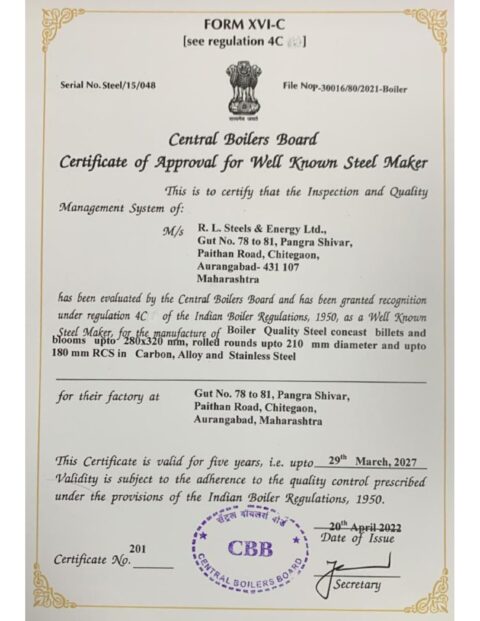 FORM XVI-C
[see regulation 4C ]
Serial No. Steel/15/048
File Nop-30016/80/2021-Boiler
सत्यमेव जयते
Central Boilers Board
Certificate of Approval for Well Known Steel Maker
This is to certify that the Inspection and Quality
Management System of:
M/s R. L. Steels & Energy Ltd.,
Gut No. 78 to 81, Pangra Shivar,
Paithan Road, Chitegaon,
Aurangabad- 431 107
Maharashtra
has been evaluated by the Central Boilers Board and has been granted recognition
under regulation 4C of the Indian Boiler Regulations, 1950, as a Well Known
Steel Maker, for the manufacture of Boiler Quality Steel concast billets and
blooms upto 280x320 mm, rolled rounds upto 210 mm diameter and upto
180 mm RCS in Carbon, Alloy and Stainless Steel
for their factory at Gut No. 78 to 81, Pangra Shivar,
Paithan Road, Chitegaon,
Aurangabad, Maharashtra
This Certificate is valid for five years, i.e. upto 29th March, 2027
Validity is subject to the adherence to the quality control prescribed
under the provisions of the Indian Boiler Regulations, 1950.
20th April 2022
Date of Issue
सेंट्रल बॉयलर्स बोर्ड
CBB
CENTRAL BOILERS BOARD
Certificate No. 201
Secretary